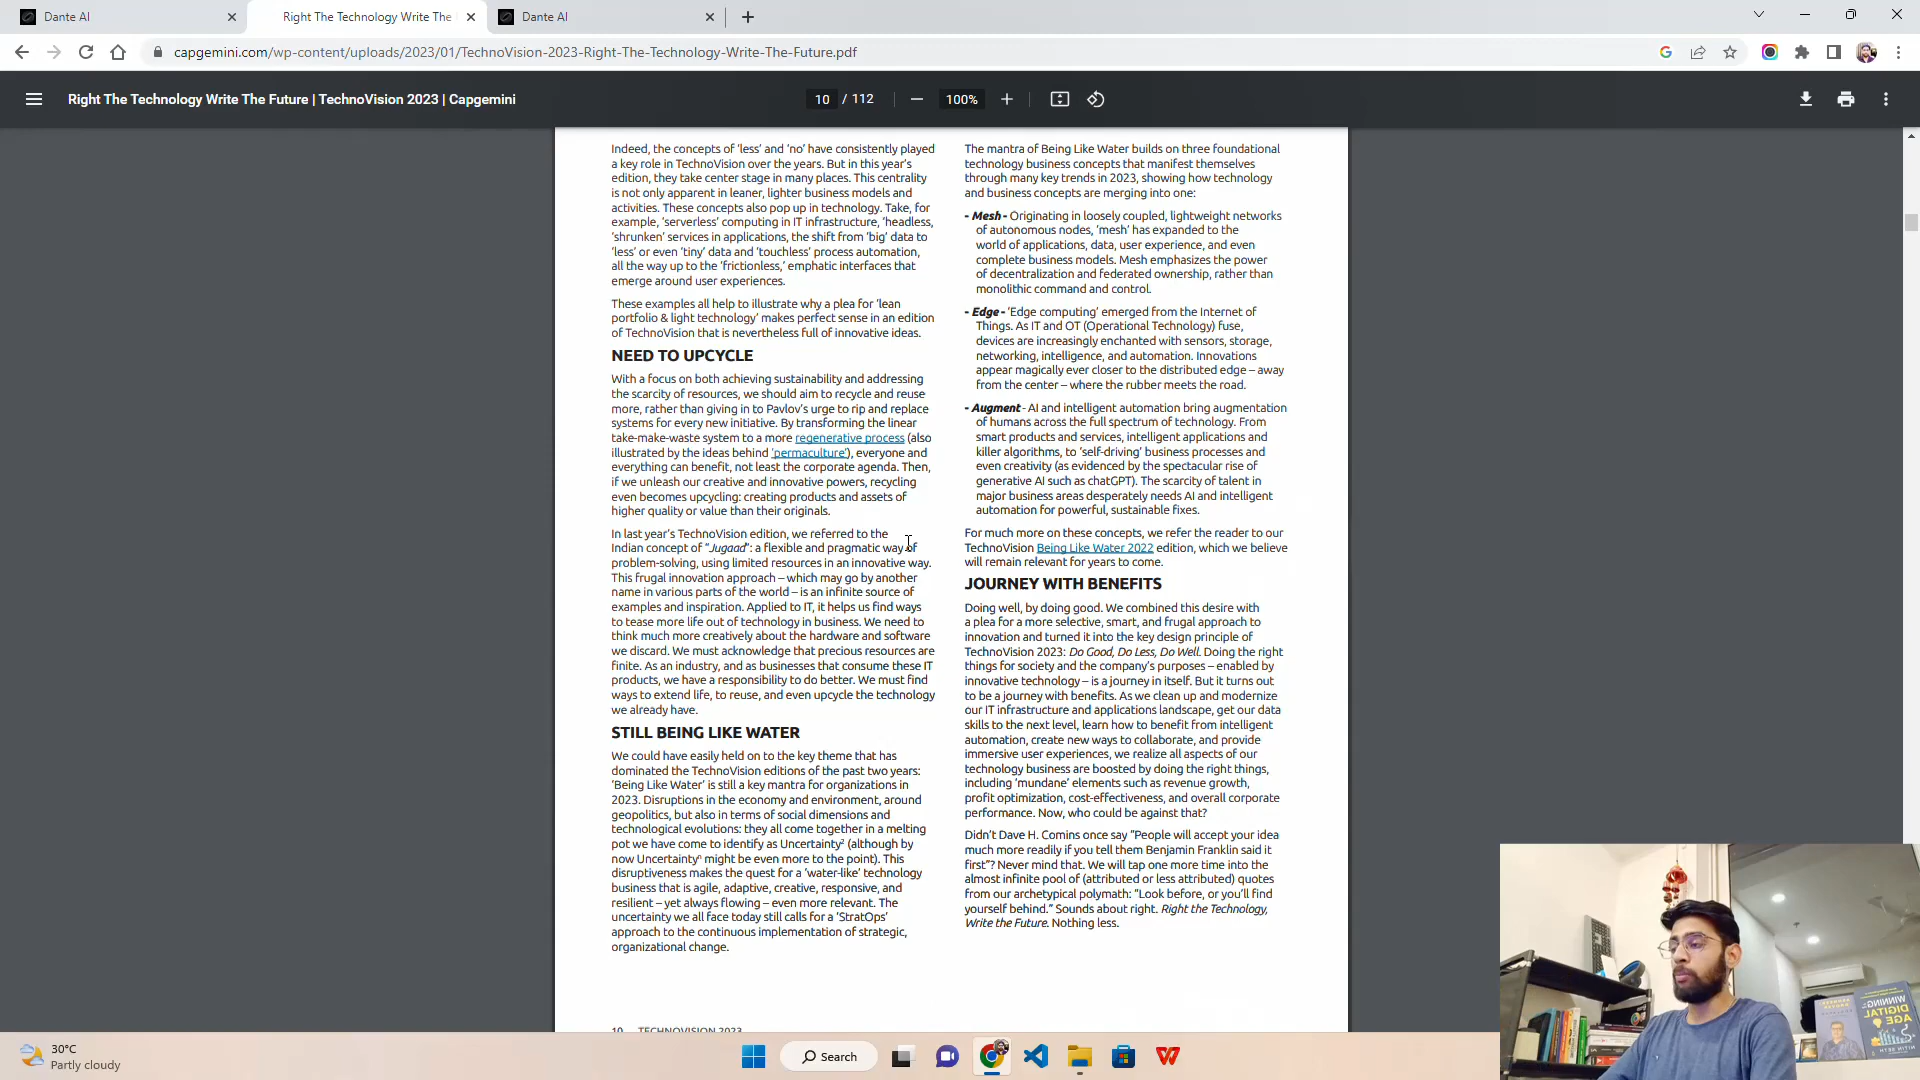 Dante AI
Right The Technology Write The
Dante AI
capgemini.com/wp-content/uploads/2023/01/TechnoVision-2023-Right-The-Technology-Write-The-Future.pdf
Right The Technology Write The Future | TechnoVision 2023 | Capgemini
10 / 112
100%
Indeed, the concepts of 'less' and 'no' have consistently played
a key role in TechnoVision over the years. But in this year's
edition, they take center stage in many places. This centrality
is not only apparent in leaner, lighter business models and
activities. These concepts also pop up in technology. Take, for
example, 'serverless' computing in IT infrastructure, 'headless,
'shrunken' services in applications, the shift from 'big' data to
'less' or even 'tiny' data and 'touchless' process automation,
all the way up to the 'frictionless,' emphatic interfaces that
emerge around user experiences.
These examples all help to illustrate why a plea for 'lean
portfolio & light technology' makes perfect sense in an edition
of TechnoVision that is nevertheless full of innovative ideas.
NEED TO UPCYCLE
With a focus on both achieving sustainability and addressing
the scarcity of resources, we should aim to recycle and reuse
more, rather than giving in to Pavlov's urge to rip and replace
systems for every new initiative. By transforming the linear
take-make-waste system to a more regenerative process (also
illustrated by the ideas behind 'permaculture'), everyone and
everything can benefit, not least the corporate agenda. Then,
if we unleash our creative and innovative powers, recycling
even becomes upcycling: creating products and assets of
higher quality or value than their originals.
In last year's TechnoVision edition, we referred to the
Indian concept of "Jugaad": a flexible and pragmatic way of
problem-solving, using limited resources in an innovative way.
This frugal innovation approach – which may go by another
name in various parts of the world – is an infinite source of
examples and inspiration. Applied to IT, it helps us find ways
to tease more life out of technology in business. We need to
think much more creatively about the hardware and software
we discard. We must acknowledge that precious resources are
finite. As an industry, and as businesses that consume these IT
products, we have a responsibility to do better. We must find
ways to extend life, to reuse, and even upcycle the technology
we already have.
STILL BEING LIKE WATER
We could have easily held on to the key theme that has
dominated the TechnoVision editions of the past two years:
'Being Like Water' is still a key mantra for organizations in
2023. Disruptions in the economy and environment, around
geopolitics, but also in terms of social dimensions and
technological evolutions: they all come together in a melting
pot we have come to identify as Uncertainty² (although by
now Uncertaintyⁿ might be even more to the point). This
disruptiveness makes the quest for a 'water-like' technology
business that is agile, adaptive, creative, responsive, and
resilient – yet always flowing – even more relevant. The
uncertainty we all face today still calls for a 'StratOps'
approach to the continuous implementation of strategic,
organizational change.
The mantra of Being Like Water builds on three foundational
technology business concepts that manifest themselves
through many key trends in 2023, showing how technology
and business concepts are merging into one:
- Mesh - Originating in loosely coupled, lightweight networks
of autonomous nodes, 'mesh' has expanded to the
world of applications, data, user experience, and even
complete business models. Mesh emphasizes the power
of decentralization and federated ownership, rather than
monolithic command and control.
- Edge - 'Edge computing' emerged from the Internet of
Things. As IT and OT (Operational Technology) fuse,
devices are increasingly enchanted with sensors, storage,
networking, intelligence, and automation. Innovations
appear magically ever closer to the distributed edge – away
from the center – where the rubber meets the road.
- Augment - AI and intelligent automation bring augmentation
of humans across the full spectrum of technology. From
smart products and services, intelligent applications and
killer algorithms, to 'self-driving' business processes and
even creativity (as evidenced by the spectacular rise of
generative AI such as chatGPT). The scarcity of talent in
major business areas desperately needs AI and intelligent
automation for powerful, sustainable fixes.
For much more on these concepts, we refer the reader to our
TechnoVision Being Like Water 2022 edition, which we believe
will remain relevant for years to come.
JOURNEY WITH BENEFITS
Doing well, by doing good. We combined this desire with
a plea for a more selective, smart, and frugal approach to
innovation and turned it into the key design principle of
TechnoVision 2023: Do Good, Do Less, Do Well. Doing the right
things for society and the company's purposes – enabled by
innovative technology – is a journey in itself. But it turns out
to be a journey with benefits. As we clean up and modernize
our IT infrastructure and applications landscape, get our data
skills to the next level, learn how to benefit from intelligent
automation, create new ways to collaborate, and provide
immersive user experiences, we realize all aspects of our
technology business are boosted by doing the right things,
including 'mundane' elements such as revenue growth,
profit optimization, cost-effectiveness, and overall corporate
performance. Now, who could be against that?
Didn't Dave H. Comins once say "People will accept your idea
much more readily if you tell them Benjamin Franklin said it
first"? Never mind that. We will tap one more time into the
almost infinite pool of (attributed or less attributed) quotes
from our archetypical polymath: "Look before, or you'll find
yourself behind." Sounds about right. Right the Technology,
Write the Future. Nothing less.
10 TECHNOVISION 2023
WINNING
DIGITAL
AGE
30°C
Partly cloudy
Search